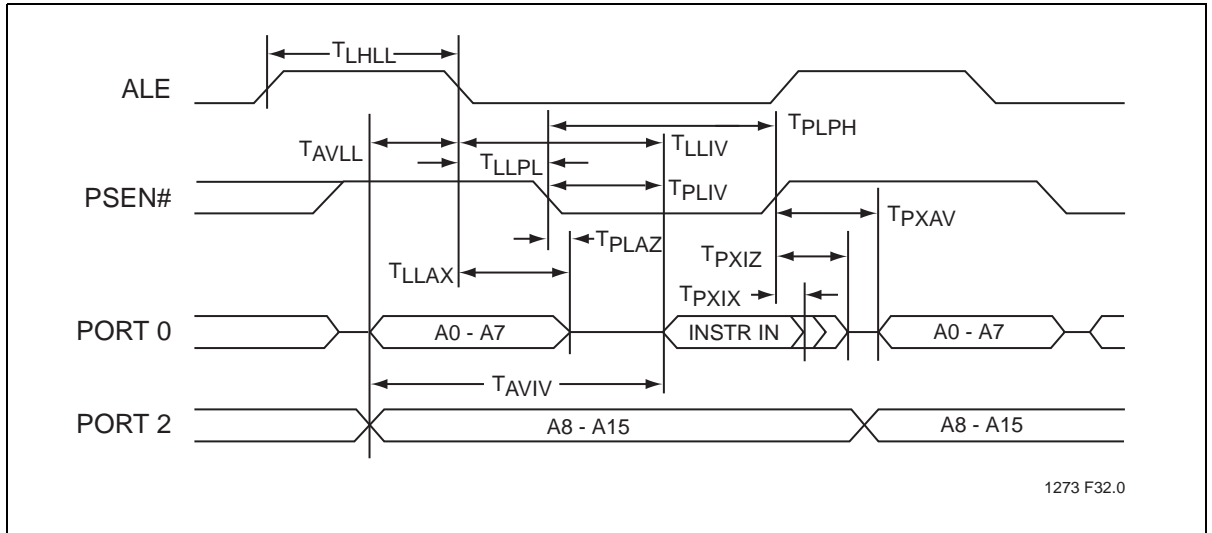 TLHLL
ALE
TPLPH
TAVLL
TLLIV
TLLPL
PSEN#
TPLIV
TPXAV
TPLAZ
TPXIZ
TLLAX
TPXIX
PORT 0
A0 - A7
INSTR IN
A0 - A7
TAVIV
PORT 2
A8 - A15
A8 - A15
1273 F32.0